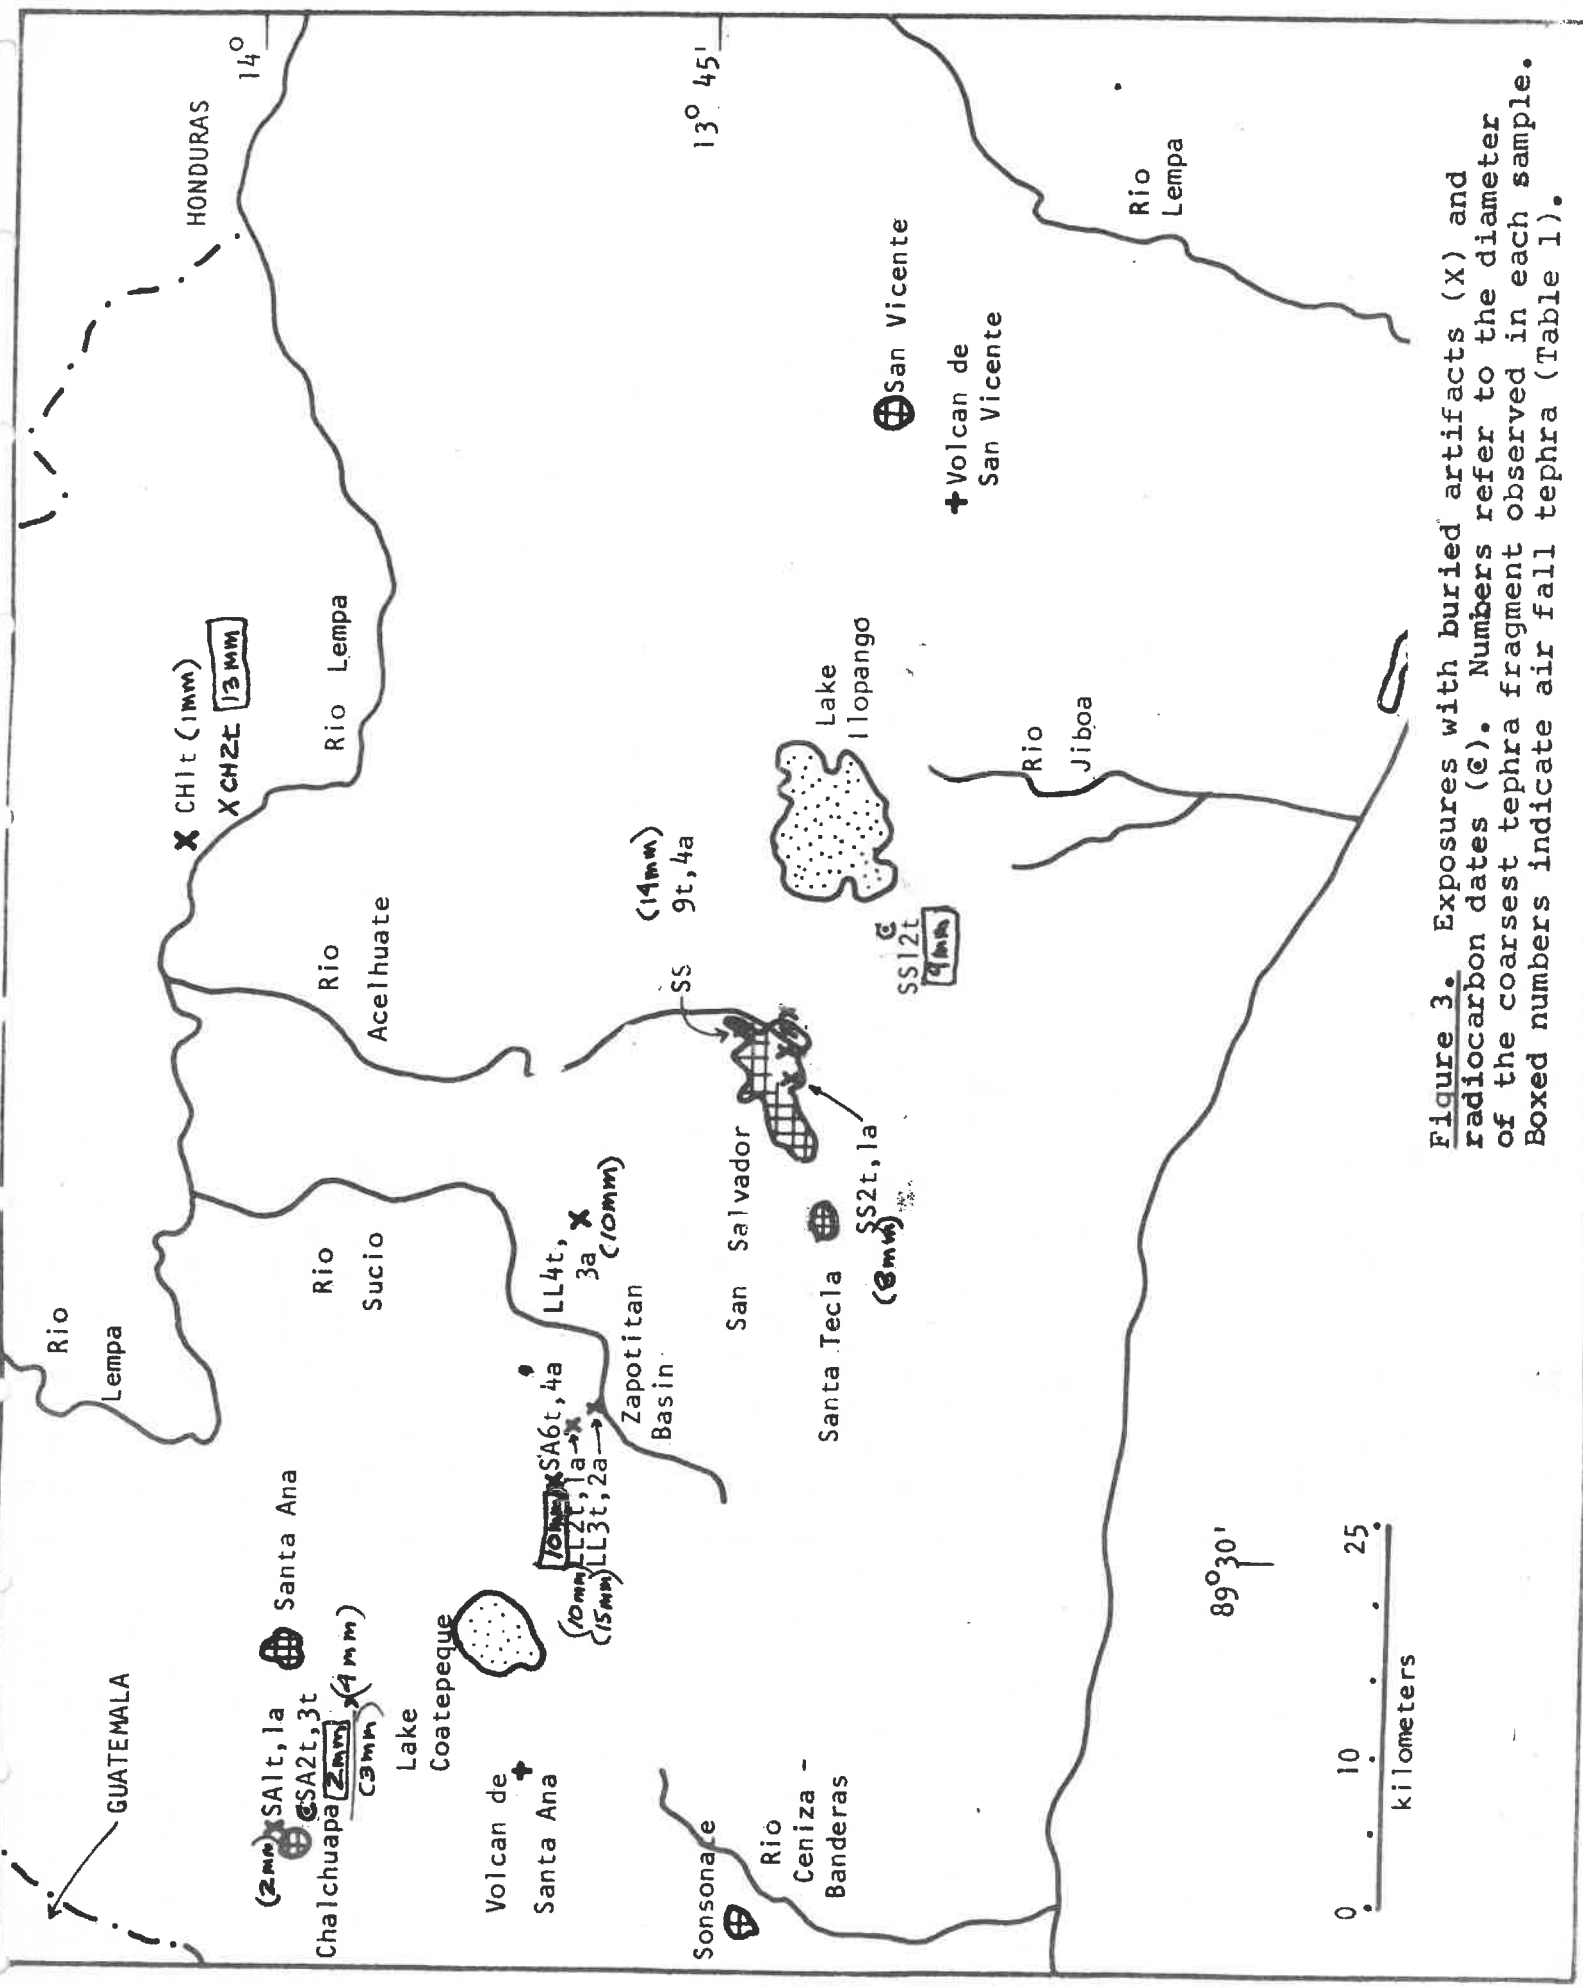 GUATEMALA
HONDURAS
14°
13° 45'
89°30'
Rio
Lempa
(2mm)
SA1t,1a
©SA2t,3t
Chalchuapa
2mm
(4mm)
(3mm)
Santa Ana
Lake
Coatepeque
Volcan de
Santa Ana
Sonsonate
Rio
Ceniza -
Banderas
Rio
Sucio
LL4t,
3a X
(10mm)
10mm
XSA6t,4a
(10mm)
LL2t,1a→X
(15mm)
LL3t,2a→X
Zapotitan
Basin
San Salvador
Santa Tecla
SS2t,1a
(8mm)
Rio
Acelhuate
X CH1t (1mm)
XCH2t 13MM
Rio Lempa
SS
(14mm)
9t,4a
©
SS12t
9mm
Lake
Ilopango
Rio
Jiboa
San Vicente
+Volcan de
San Vicente
Rio
Lempa
0 10 25
kilometers
Figure 3. Exposures with buried artifacts (X) and
radiocarbon dates (©). Numbers refer to the diameter
of the coarsest tephra fragment observed in each sample.
Boxed numbers indicate air fall tephra (Table 1).